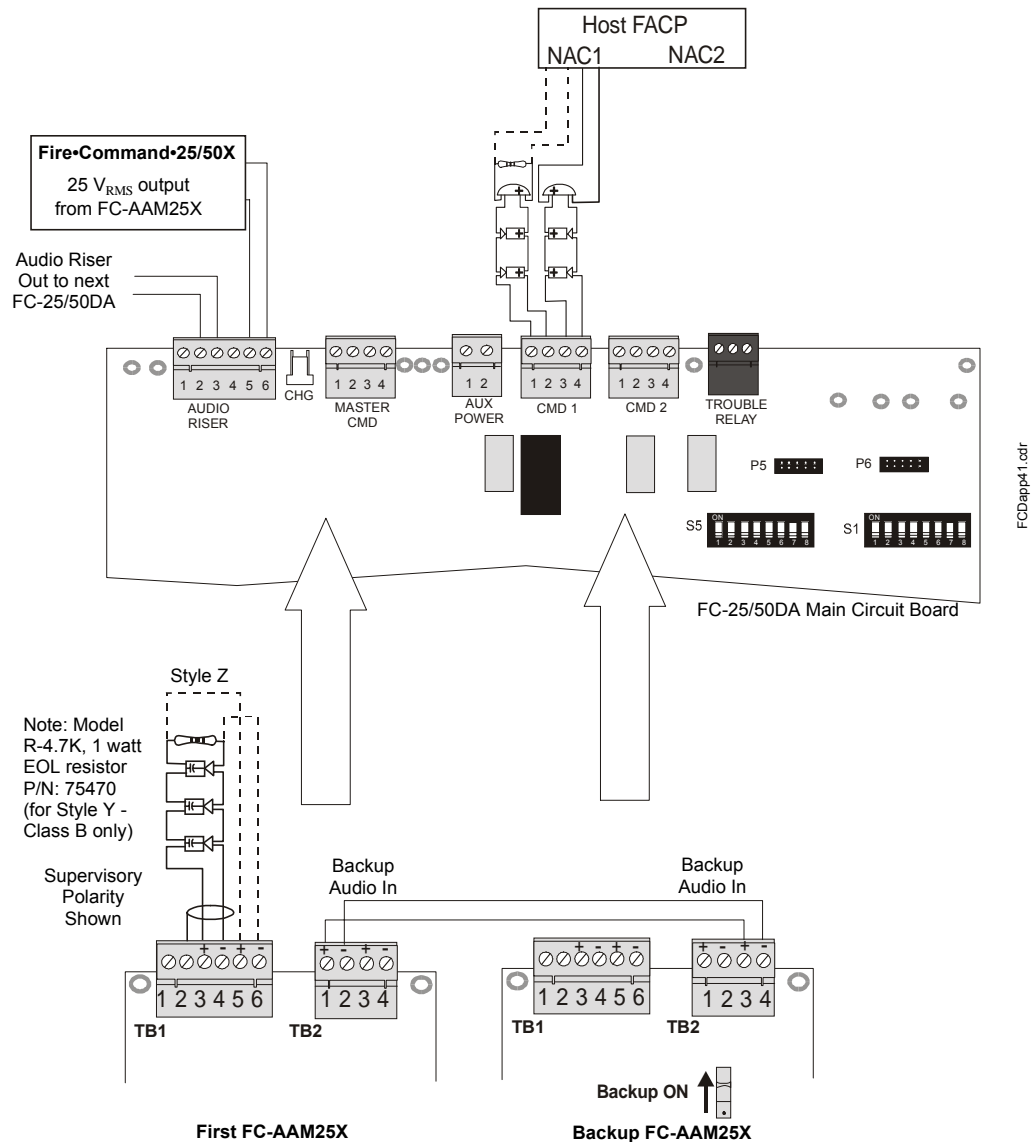 Host FACP
NAC1 NAC2
Fire•Command•25/50X
25 VRMS output
from FC-AAM25X
Audio Riser
Out to next
FC-25/50DA
1 2 3 4 5 6
AUDIO
RISER
CHG
1 2 3 4
MASTER
CMD
1 2
AUX
POWER
1 2 3 4
CMD 1
1 2 3 4
CMD 2
TROUBLE
RELAY
P5
P6
S5
ON
1 2 3 4 5 6 7 8
S1
ON
1 2 3 4 5 6 7 8
FCDapp41.cdr
FC-25/50DA Main Circuit Board
Style Z
Note: Model
R-4.7K, 1 watt
EOL resistor
P/N: 75470
(for Style Y -
Class B only)
Supervisory
Polarity
Shown
Backup
Audio In
Backup
Audio In
+ - + -
1 2 3 4 5 6
TB1
+ - + -
1 2 3 4
TB2
+ - + -
1 2 3 4 5 6
TB1
+ - + -
1 2 3 4
TB2
Backup ON
First FC-AAM25X
Backup FC-AAM25X